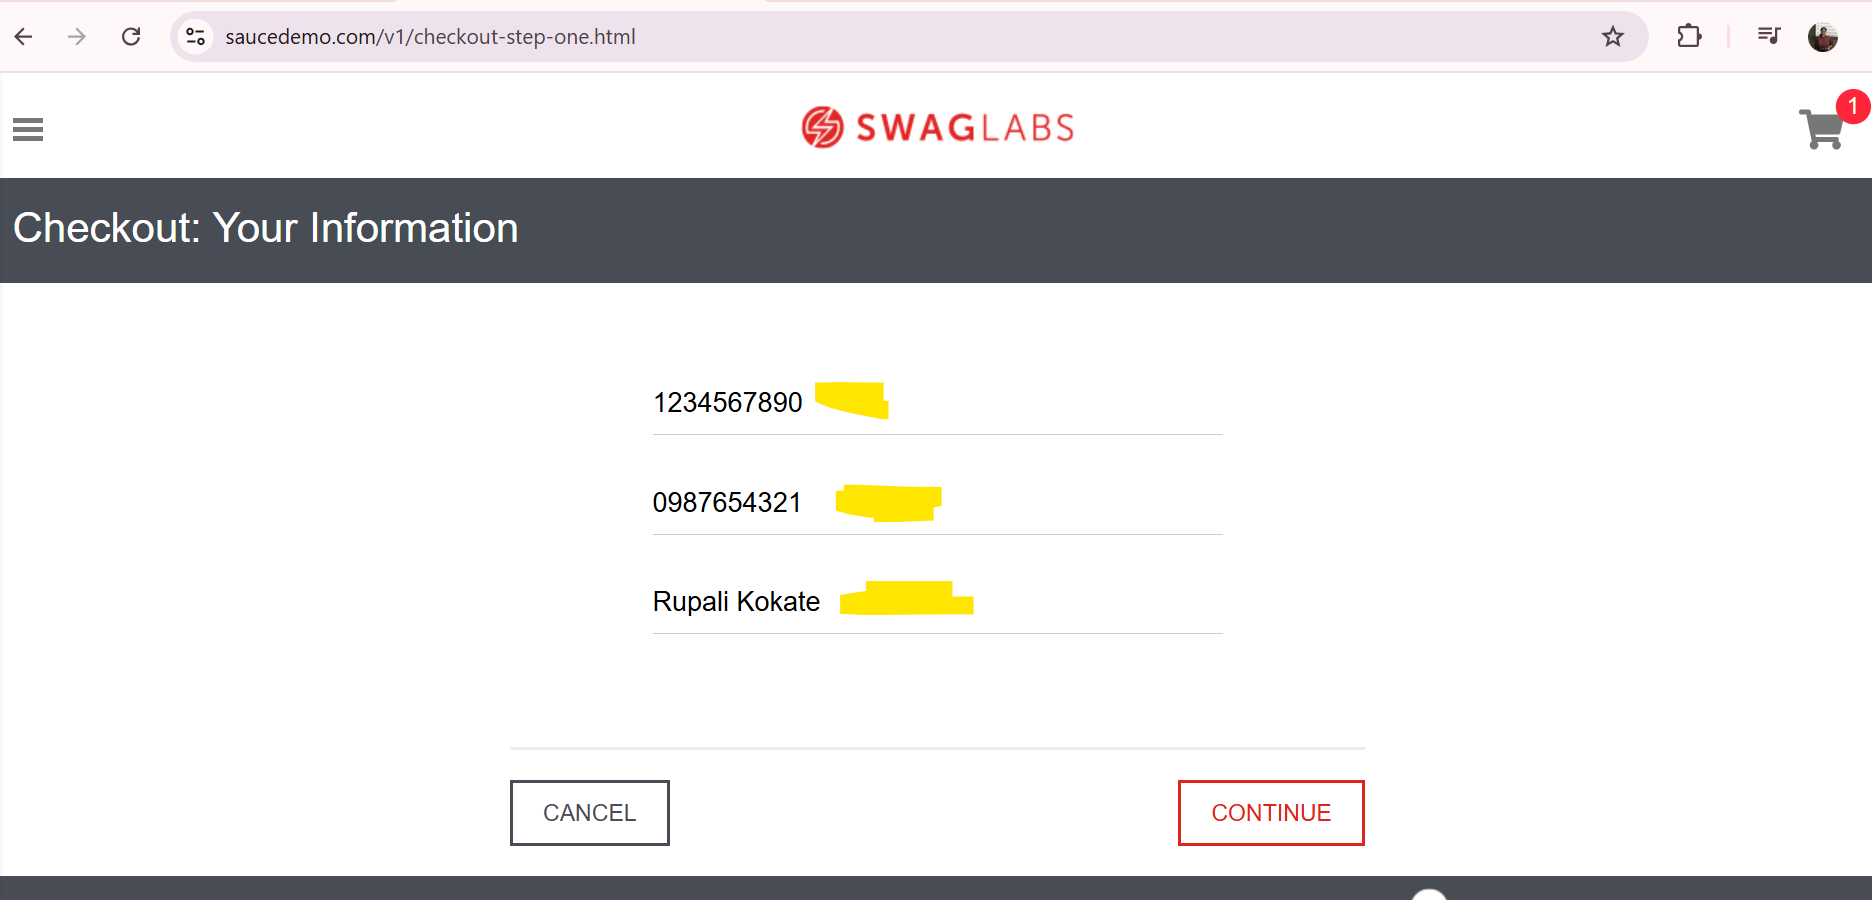 saucedemo.com/v1/checkout-step-one.html
SWAGLABS
1
Checkout: Your Information
1234567890
0987654321
Rupali Kokate
CANCEL
CONTINUE